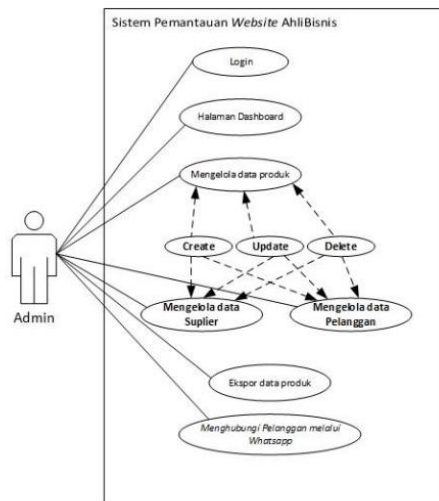 Sistem Pemantauan Website AhliBisnis
Login
Halaman Dashboard
Mengelola data produk
Create
Update
Delete
Mengelola data
Suplier
Mengelola data
Pelanggan
Admin
Ekspor data produk
Menghubungi Pelanggan melalui
Whatsapp